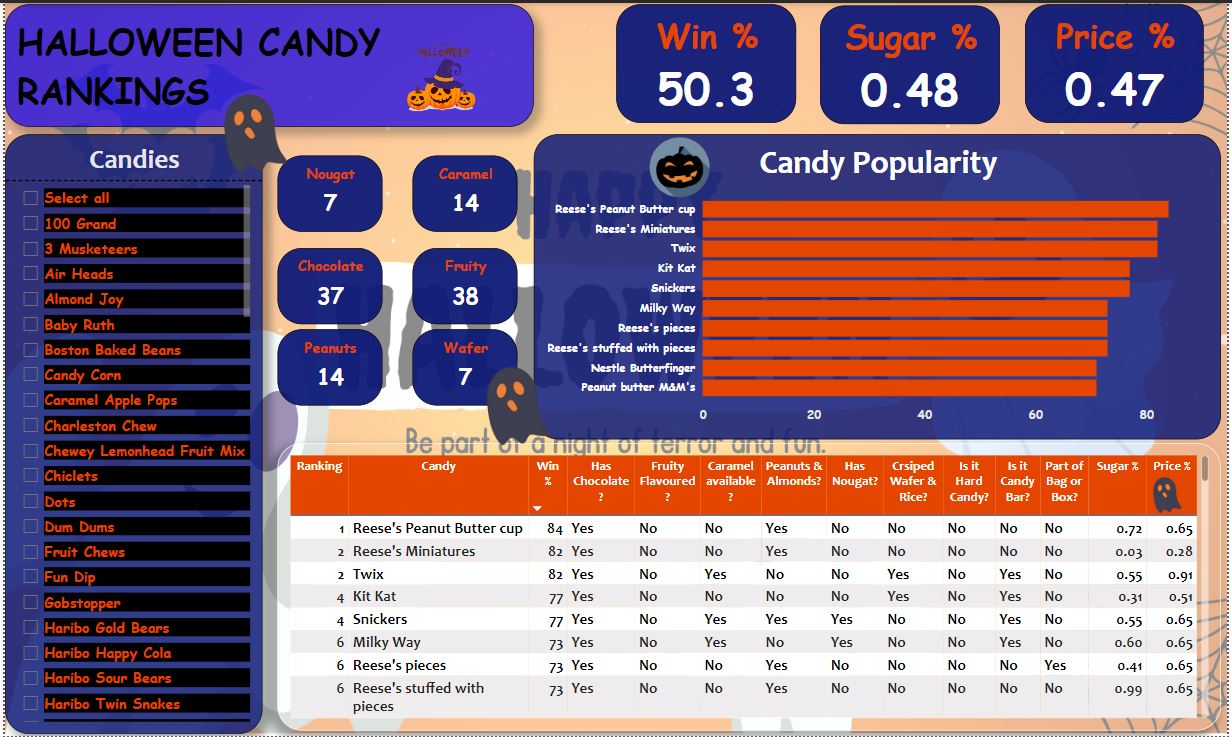 HALLOWEEN CANDY
RANKINGS
HALLOWEEN
Win %
50.3
Sugar %
0.48
Price %
0.47
Candies
Select all
100 Grand
3 Musketeers
Air Heads
Almond Joy
Baby Ruth
Boston Baked Beans
Candy Corn
Caramel Apple Pops
Charleston Chew
Chewey Lemonhead Fruit Mix
Chiclets
Dots
Dum Dums
Fruit Chews
Fun Dip
Gobstopper
Haribo Gold Bears
Haribo Happy Cola
Haribo Sour Bears
Haribo Twin Snakes
Nougat
7
Caramel
14
Chocolate
37
Fruity
38
Peanuts
14
Wafer
7
HAPPY
Be part of a night of terror and fun.
Candy Popularity
Reese's Peanut Butter cup
Reese's Miniatures
Twix
Kit Kat
Snickers
Milky Way
Reese's pieces
Reese's stuffed with pieces
Nestle Butterfinger
Peanut butter M&M's
0 20 40 60 80
Ranking Candy Win % Has Chocolate ? Fruity Flavoured ? Caramel available ? Peanuts & Almonds? Has Nougat? Crsiped Wafer & Rice? Is it Hard Candy? Is it Candy Bar? Part of Bag or Box? Sugar % Price %
1 Reese's Peanut Butter cup 84 Yes No No Yes No No No No No 0.72 0.65
2 Reese's Miniatures 82 Yes No No Yes No No No No No 0.03 0.28
2 Twix 82 Yes No Yes No No Yes No Yes No 0.55 0.91
4 Kit Kat 77 Yes No No No No Yes No Yes No 0.31 0.51
4 Snickers 77 Yes No Yes Yes Yes No No Yes No 0.55 0.65
6 Milky Way 73 Yes No Yes No Yes No No Yes No 0.60 0.65
6 Reese's pieces 73 Yes No No Yes No No No No Yes 0.41 0.65
6 Reese's stuffed with 73 Yes No No Yes No No No No No 0.99 0.65
pieces